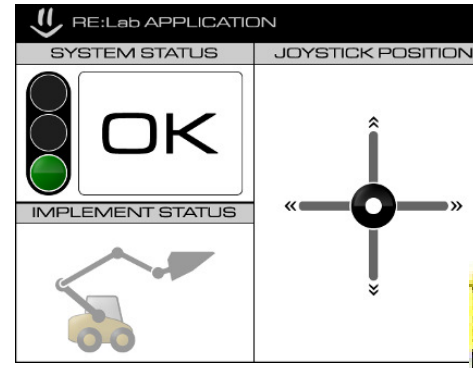 RE:Lab APPLICATION
SYSTEM STATUS
JOYSTICK POSITION
OK
IMPLEMENT STATUS